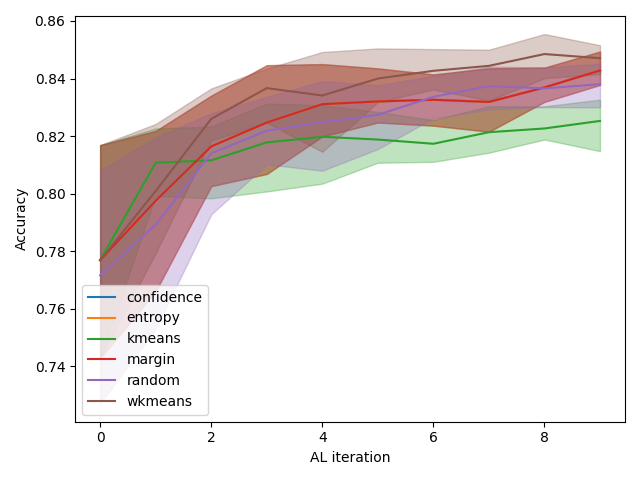 0.86
0.84
0.82
0.80
0.78
0.76
0.74
Accuracy
confidence
entropy
kmeans
margin
random
wkmeans
0 2 4 6 8
AL iteration